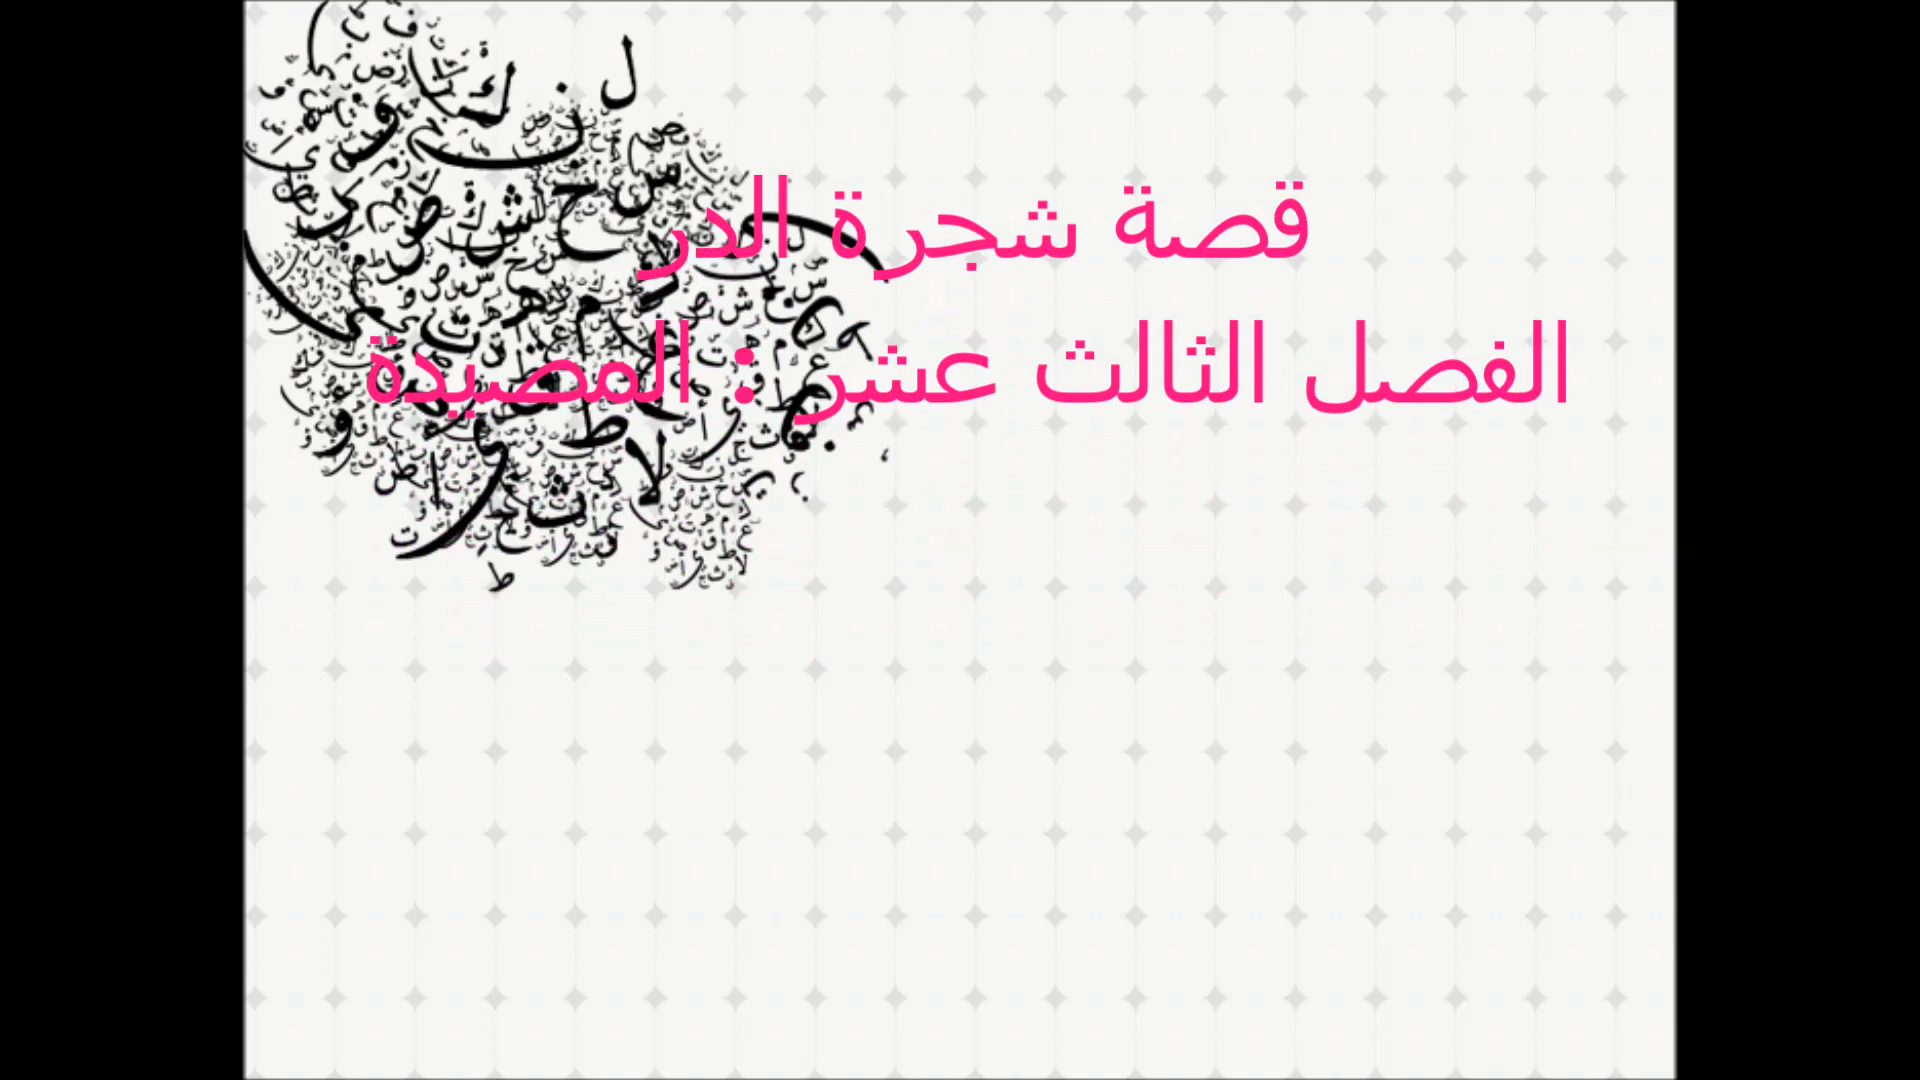 قصة شجرة الدر
الفصل الثالث عشر : المصيدة